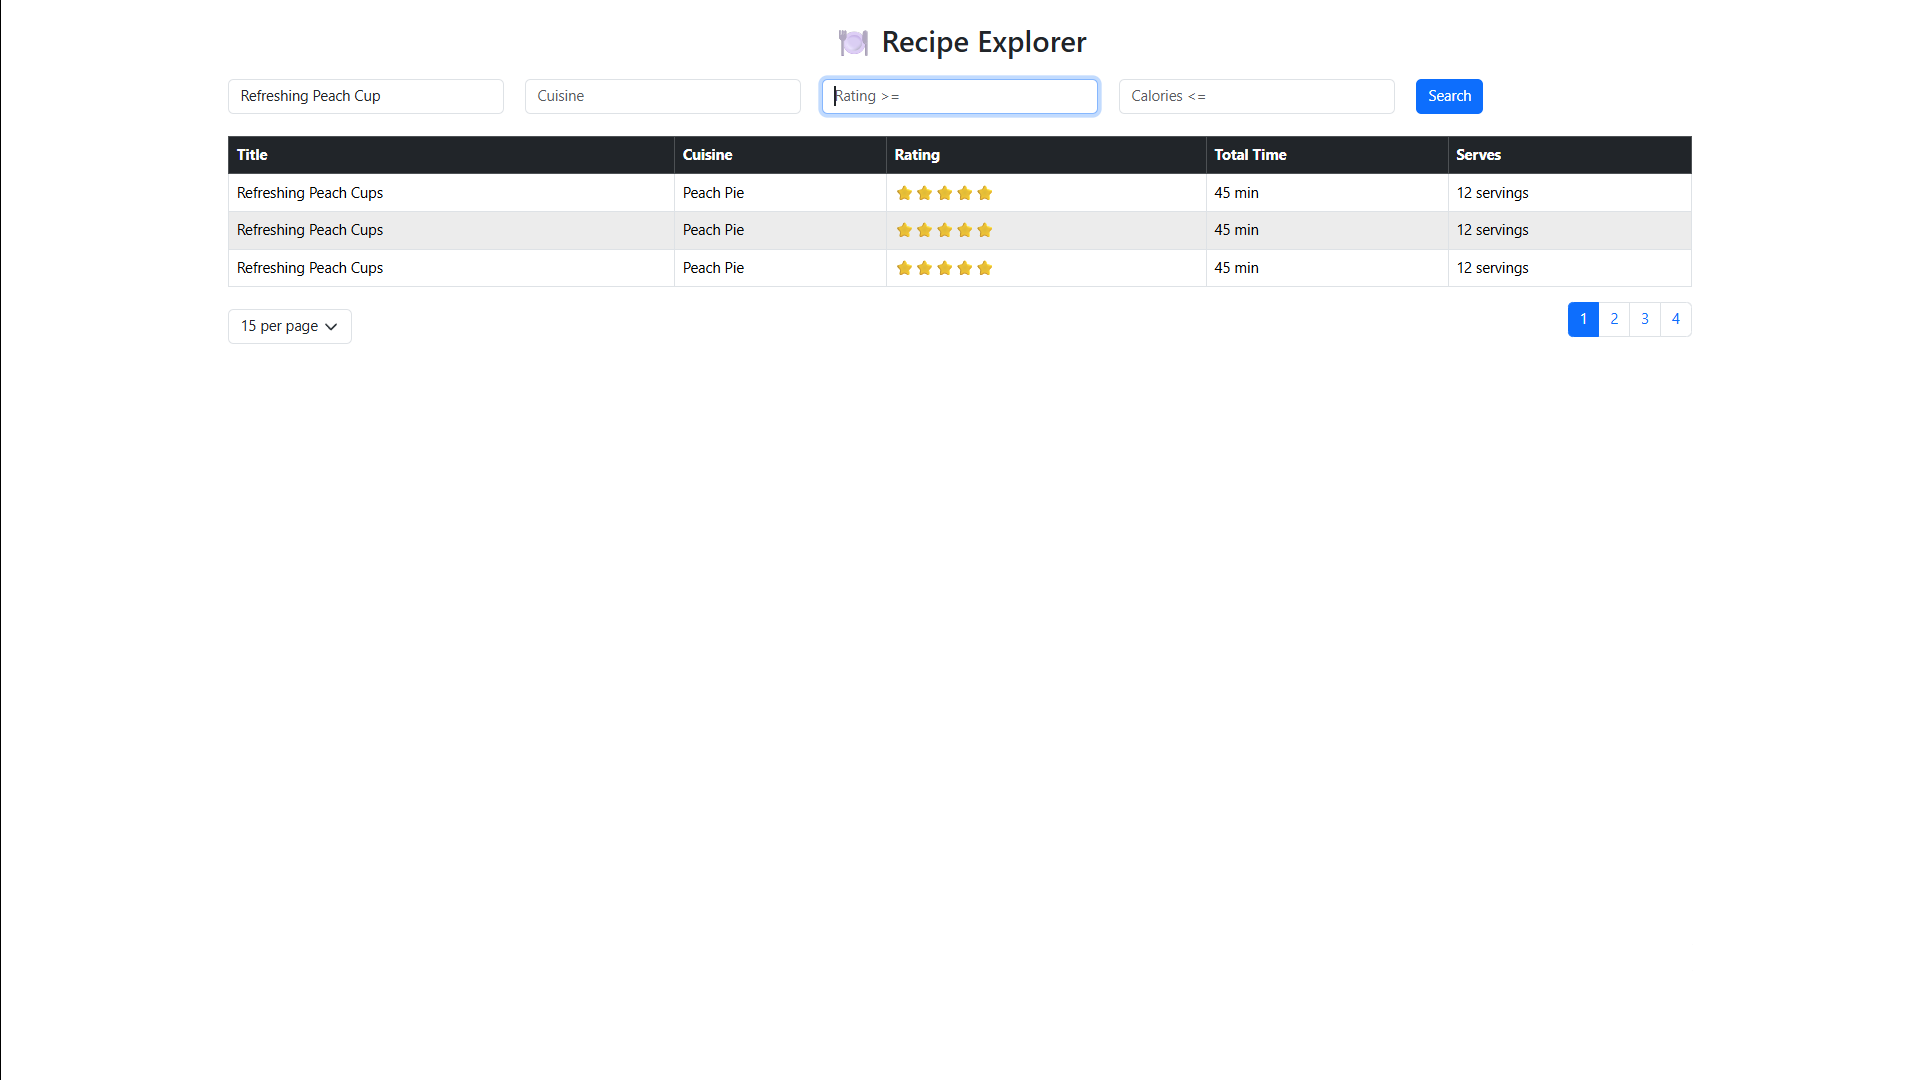 🍽️ Recipe Explorer
Refreshing Peach Cup Cuisine Rating >= Calories <= Search
Title Cuisine Rating Total Time Serves
Refreshing Peach Cups Peach Pie ⭐⭐⭐⭐⭐ 45 min 12 servings
Refreshing Peach Cups Peach Pie ⭐⭐⭐⭐⭐ 45 min 12 servings
Refreshing Peach Cups Peach Pie ⭐⭐⭐⭐⭐ 45 min 12 servings
15 per page 1 2 3 4